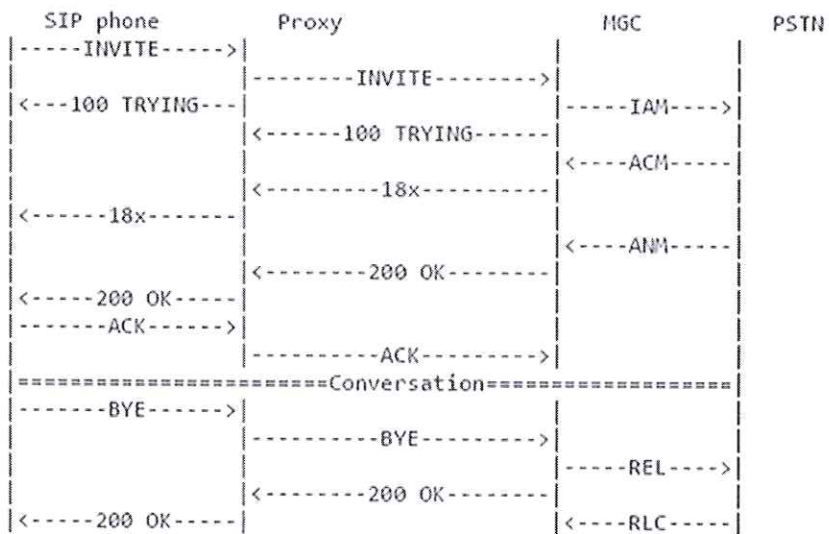 SIP phone Proxy MGC PSTN
|-----INVITE----->|
|--------INVITE-------->|
|<---100 TRYING---| |-----IAM---->|
|<------100 TRYING------|
|<----ACM-----|
|<---------18x----------|
|<------18x-------|
|<----ANM-----|
|<--------200 OK--------|
|<-----200 OK-----|
|-------ACK------>|
|---------ACK--------->|
|=======================Conversation===================|
|-------BYE------>|
|---------BYE--------->|
|-----REL---->|
|<--------200 OK--------|
|<-----200 OK-----| |<----RLC-----|